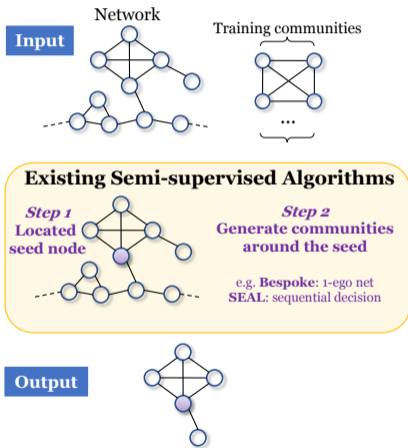 Network
Training communities
Input
...
Existing Semi-supervised Algorithms
Step 1
Located
seed node
Step 2
Generate communities
around the seed
e.g. Bespoke: 1-ego net
SEAL: sequential decision
Output